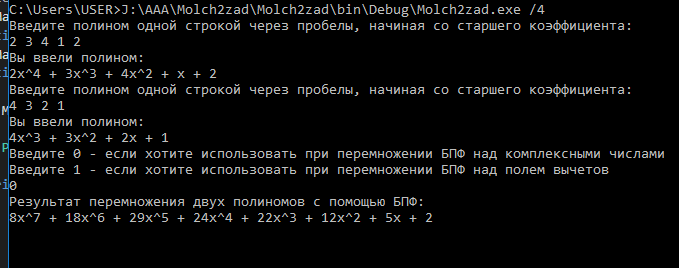 C:\Users\USER>J:\AAA\Molch2zad\Molch2zad\bin\Debug\Molch2zad.exe /4
Введите полином одной строкой через пробелы, начиная со старшего коэффициента:
2 3 4 1 2
Вы ввели полином:
2x^4 + 3x^3 + 4x^2 + x + 2
Введите полином одной строкой через пробелы, начиная со старшего коэффициента:
4 3 2 1
Вы ввели полином:
4x^3 + 3x^2 + 2x + 1
Введите 0 - если хотите использовать при перемножении БПФ над комплексными числами
Введите 1 - если хотите использовать при перемножении БПФ над полем вычетов
0
Результат перемножения двух полиномов с помощью БПФ:
8x^7 + 18x^6 + 29x^5 + 24x^4 + 22x^3 + 12x^2 + 5x + 2